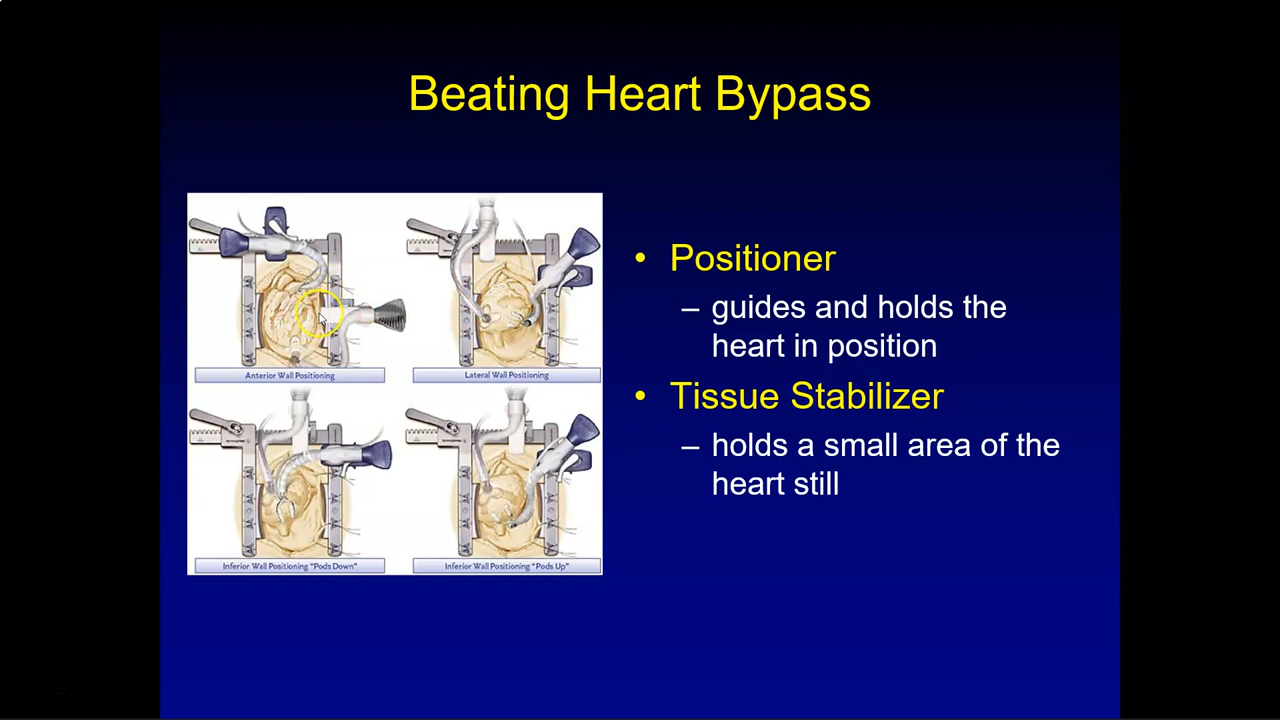 Beating Heart Bypass
Anterior Wall Positioning
Lateral Wall Positioning
Inferior Wall Positioning "Pods Down"
Inferior Wall Positioning "Pods Up"
• Positioner
– guides and holds the
heart in position
• Tissue Stabilizer
– holds a small area of the
heart still